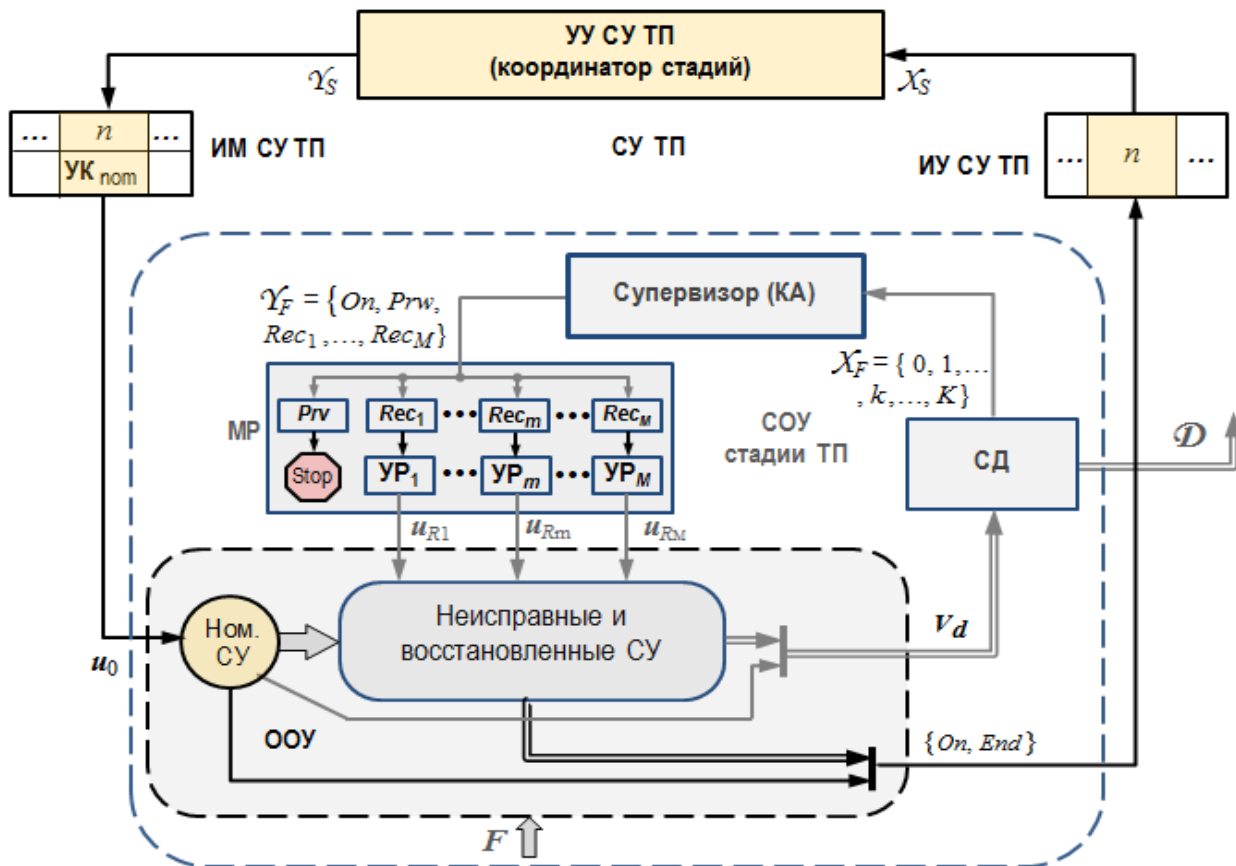 УУ СУ ТП
(координатор стадий)
𝒴S
𝒳S
... n ...
УК nom
ИМ СУ ТП
СУ ТП
ИУ СУ ТП
... n ...
Супервизор (КА)
𝒴F = {On, Prw,
Rec1 ,..., RecM}
𝒳F = { 0, 1,...
, k,..., K}
МР
Prv Rec1 ••• Recm ••• RecM
Stop УР1 ••• УРm ••• УРM
СОУ
стадии ТП
СД
𝒟
uR1 uRm uRM
u0
Ном.
СУ
Неисправные и
восстановленные СУ
Vd
ООУ
{On, End}
F